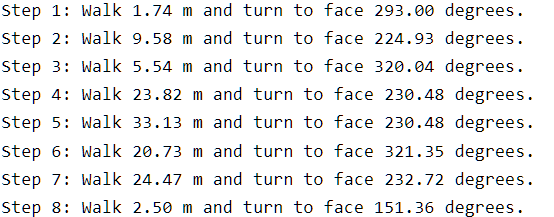 Step 1: Walk 1.74 m and turn to face 293.00 degrees.
Step 2: Walk 9.58 m and turn to face 224.93 degrees.
Step 3: Walk 5.54 m and turn to face 320.04 degrees.
Step 4: Walk 23.82 m and turn to face 230.48 degrees.
Step 5: Walk 33.13 m and turn to face 230.48 degrees.
Step 6: Walk 20.73 m and turn to face 321.35 degrees.
Step 7: Walk 24.47 m and turn to face 232.72 degrees.
Step 8: Walk 2.50 m and turn to face 151.36 degrees.